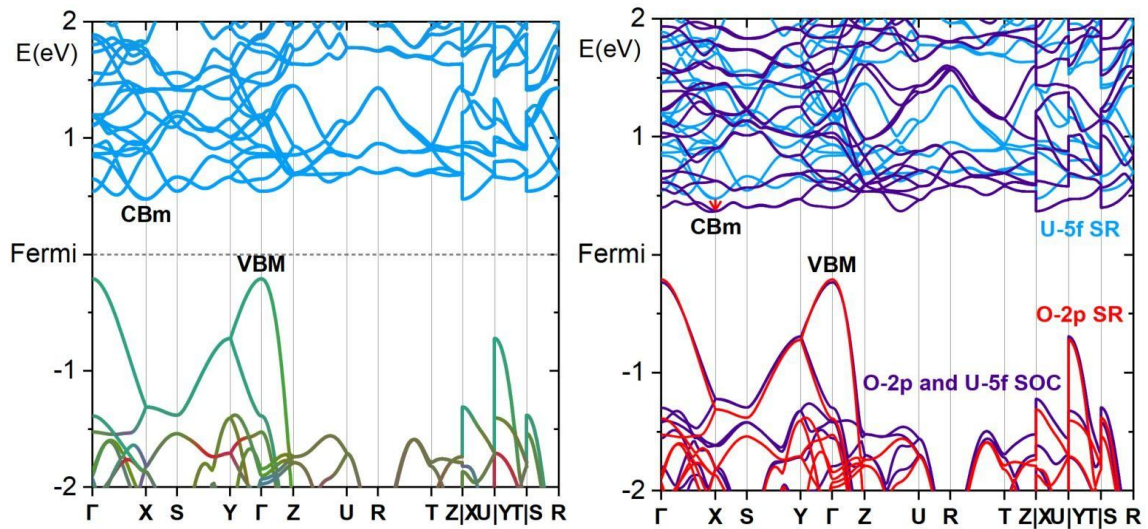 2
E(eV)
1
CBm
Fermi
VBM
-1
-2
Γ X S Y Γ Z U R T Z|XU|YT|S R
2
E(eV)
1
CBm
U-5f SR
Fermi
VBM
O-2p SR
-1
O-2p and U-5f SOC
-2
Γ X S Y Γ Z U R T Z|XU|YT|S R